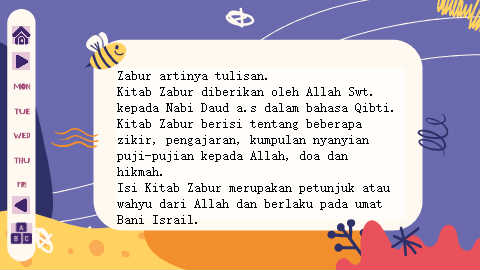 MON
TUE
WED
THU
FRI
A
B C
Zabur artinya tulisan.
Kitab Zabur diberikan oleh Allah Swt.
kepada Nabi Daud a.s dalam bahasa Qibti.
Kitab Zabur berisi tentang beberapa
zikir, pengajaran, kumpulan nyanyian
puji-pujian kepada Allah, doa dan
hikmah.
Isi Kitab Zabur merupakan petunjuk atau
wahyu dari Allah dan berlaku pada umat
Bani Israil.